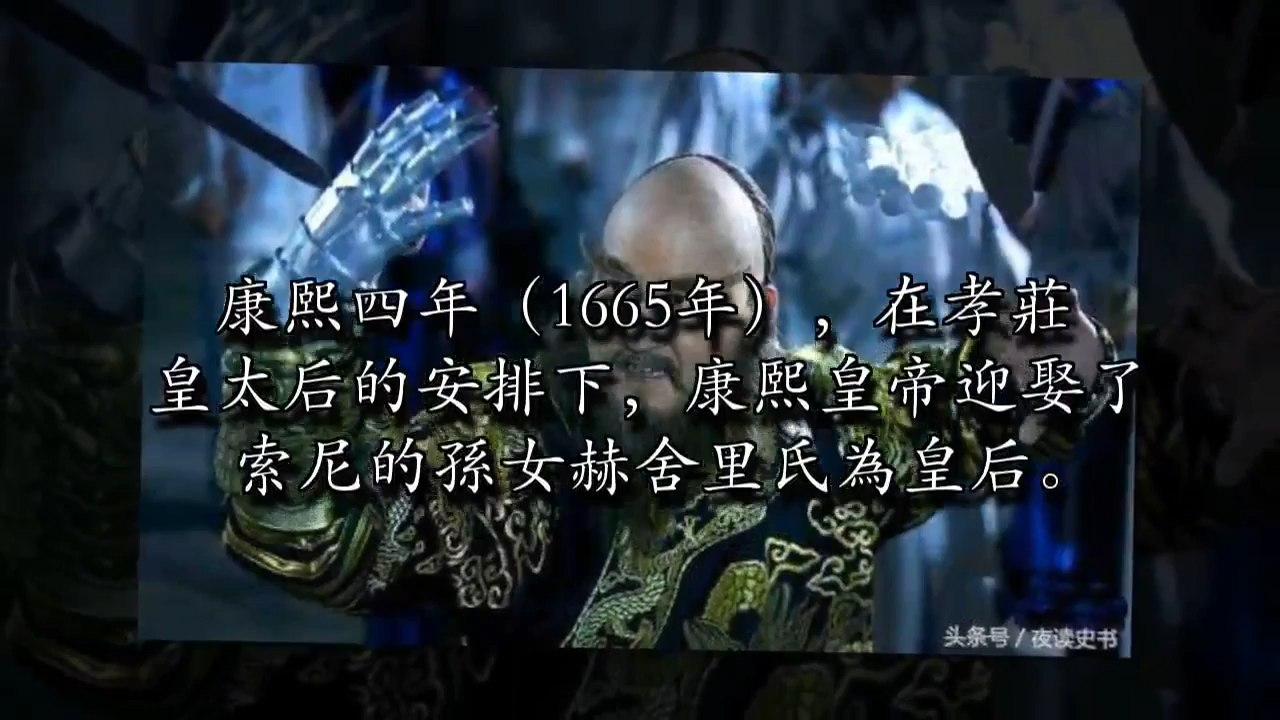 康熙四年（1665年），在孝莊
皇太后的安排下，康熙皇帝迎娶了
索尼的孫女赫舍里氏為皇后。
头条号 / 夜读史书